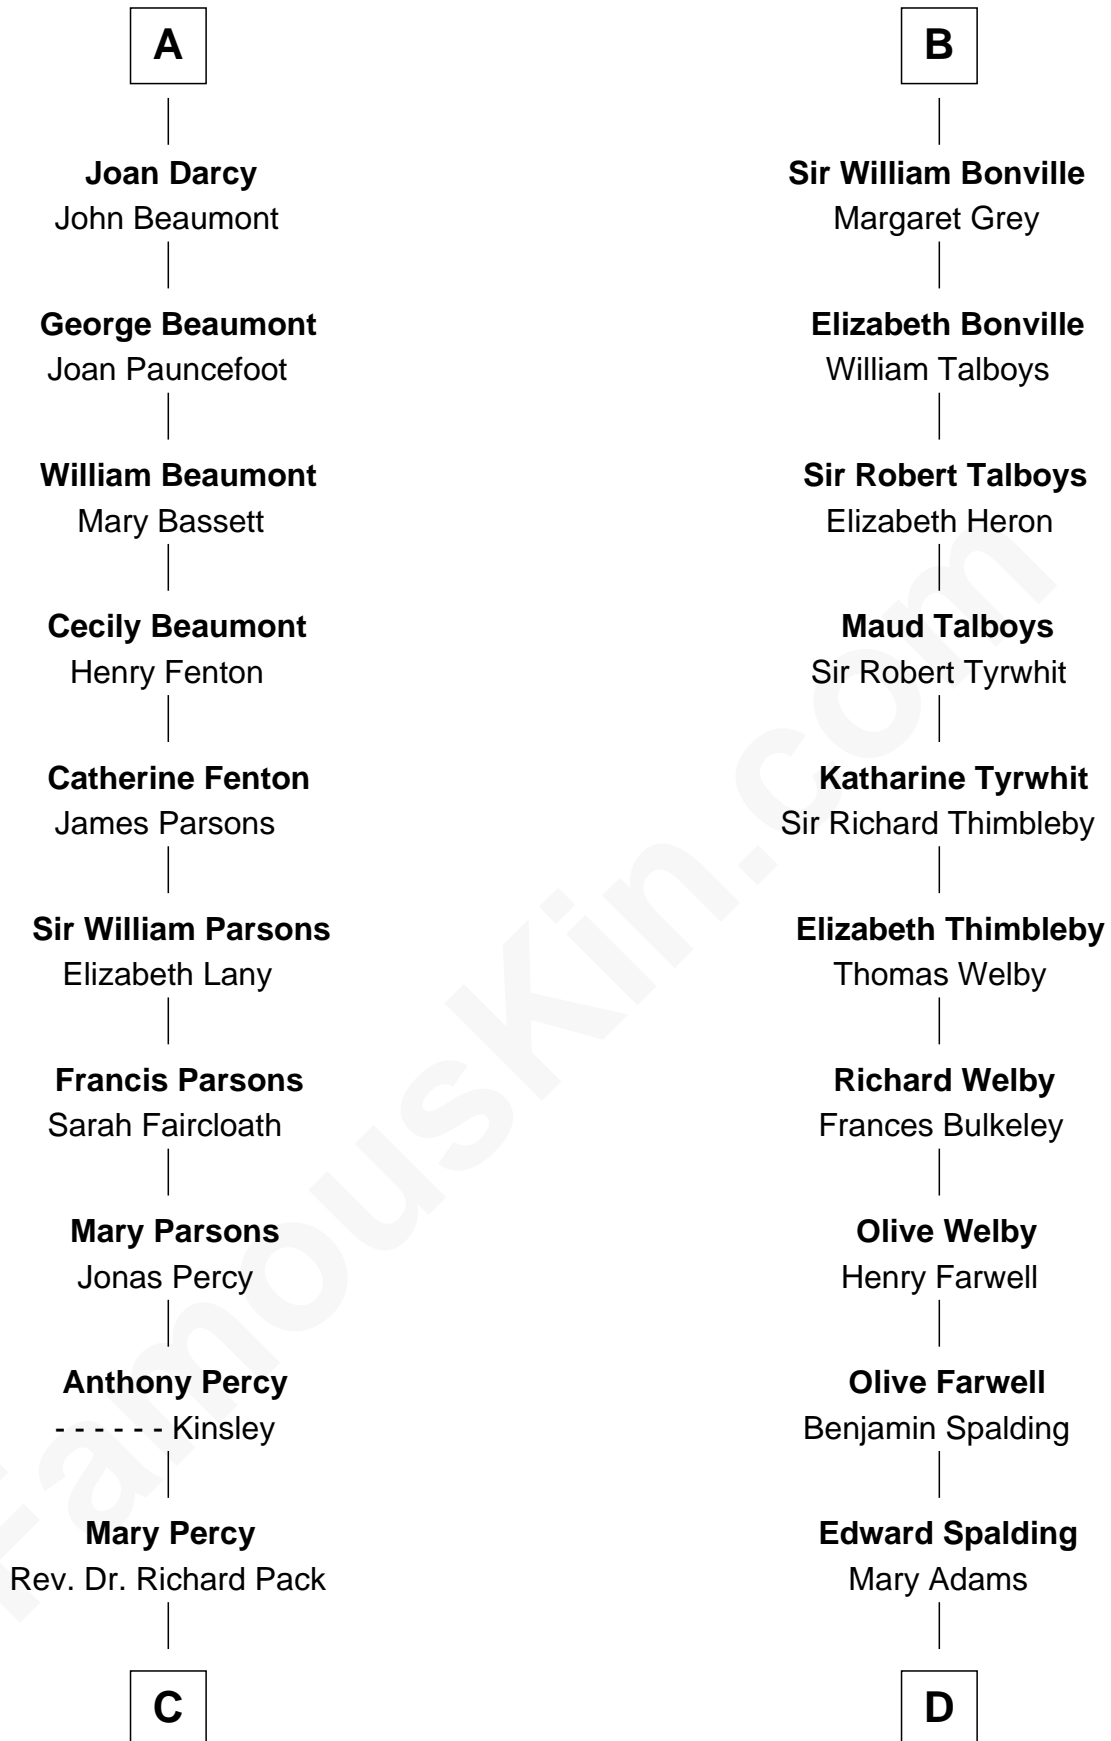 A
Joan Darcy
John Beaumont
George Beaumont
Joan Pauncefoot
William Beaumont
Mary Bassett
Cecily Beaumont
Henry Fenton
Catherine Fenton
James Parsons
Sir William Parsons
Elizabeth Lany
Francis Parsons
Sarah Faircloath
Mary Parsons
Jonas Percy
Anthony Percy
- - - - - - Kinsley
Mary Percy
Rev. Dr. Richard Pack
C
B
Sir William Bonville
Margaret Grey
Elizabeth Bonville
William Talboys
Sir Robert Talboys
Elizabeth Heron
Maud Talboys
Sir Robert Tyrwhit
Katharine Tyrwhit
Sir Richard Thimbleby
Elizabeth Thimbleby
Thomas Welby
Richard Welby
Frances Bulkeley
Olive Welby
Henry Farwell
Olive Farwell
Benjamin Spalding
Edward Spalding
Mary Adams
D
FamousKin.com